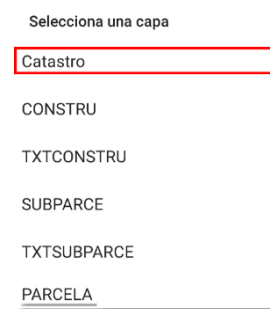 Selecciona una capa
Catastro
CONSTRU
TXTCONSTRU
SUBPARCE
TXTSUBPARCE
PARCELA